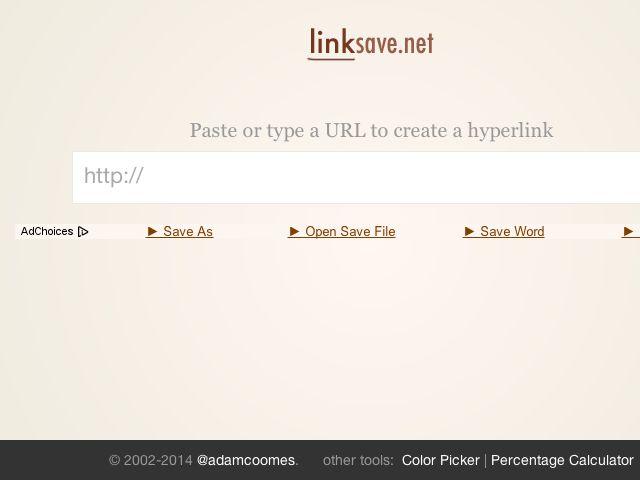 linksave.net
Paste or type a URL to create a hyperlink
http://
AdChoices ► Save As ► Open Save File ► Save Word ►
© 2002-2014 @adamcoomes. other tools: Color Picker | Percentage Calculator